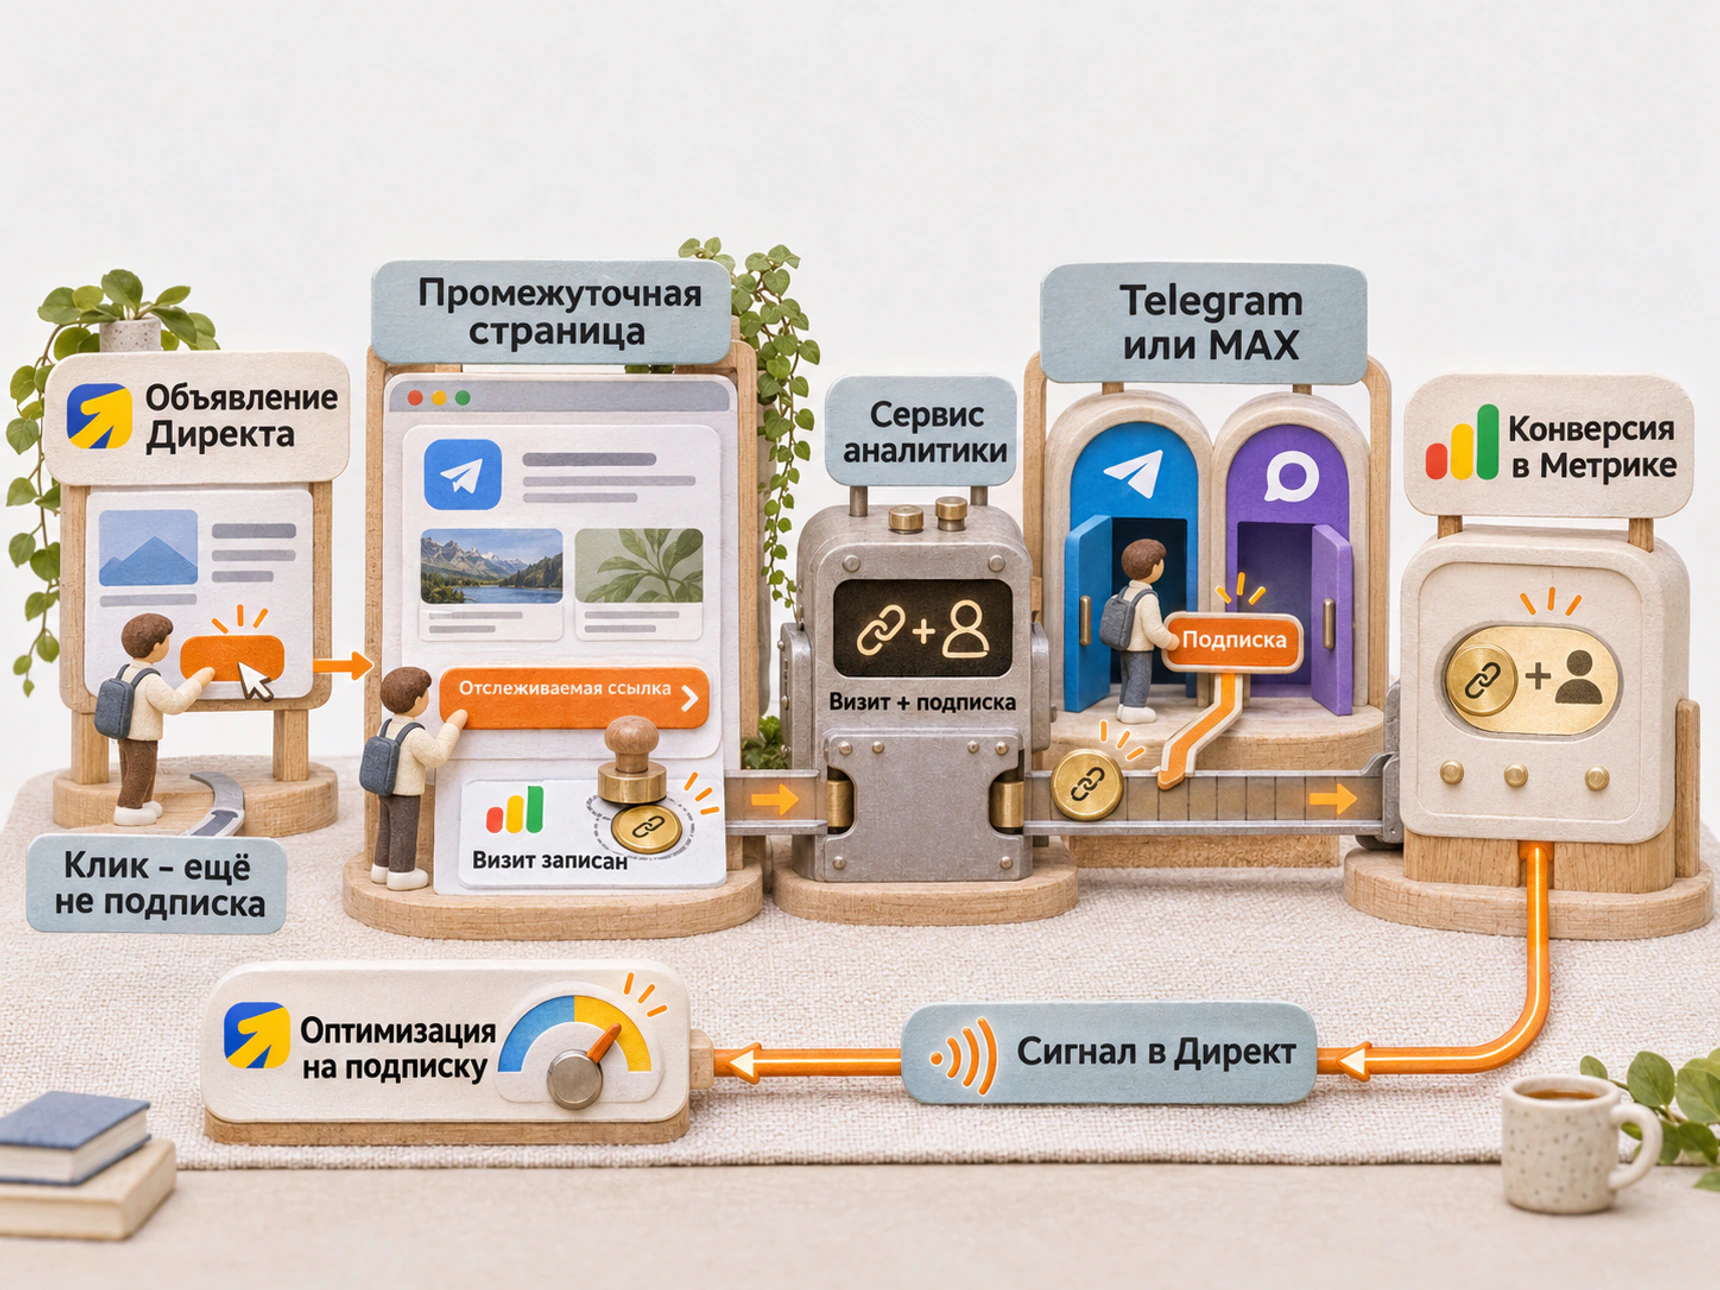 Объявление
Директа
Промежуточная
страница
Сервис
аналитики
Telegram
или MAX
Конверсия
в Метрике
Отслеживаемая ссылка
Визит + подписка
Подписка
Визит записан
Клик – ещё
не подписка
Оптимизация
на подписку
Сигнал в Директ